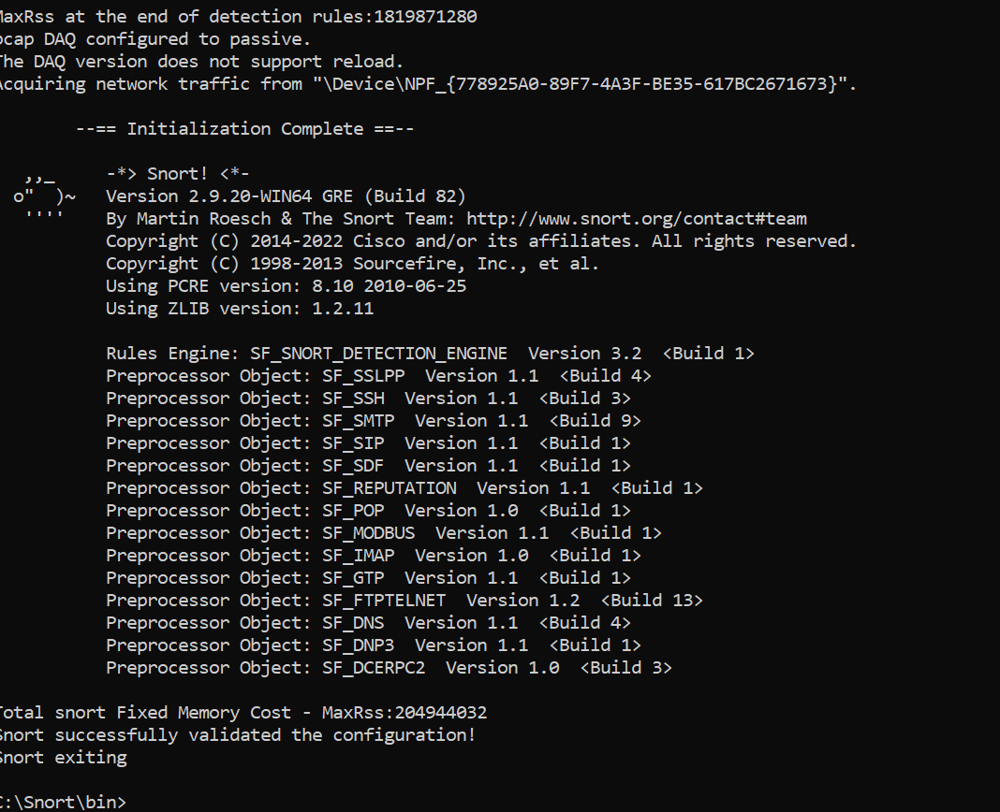 MaxRss at the end of detection rules:1819871280
pcap DAQ configured to passive.
The DAQ version does not support reload.
Acquiring network traffic from "\Device\NPF_{778925A0-89F7-4A3F-BE35-617BC2671673}".
--== Initialization Complete ==--
,,_ -*> Snort! <*-
o" )~ Version 2.9.20-WIN64 GRE (Build 82)
'''' By Martin Roesch & The Snort Team: http://www.snort.org/contact#team
Copyright (C) 2014-2022 Cisco and/or its affiliates. All rights reserved.
Copyright (C) 1998-2013 Sourcefire, Inc., et al.
Using PCRE version: 8.10 2010-06-25
Using ZLIB version: 1.2.11
Rules Engine: SF_SNORT_DETECTION_ENGINE Version 3.2 <Build 1>
Preprocessor Object: SF_SSLPP Version 1.1 <Build 4>
Preprocessor Object: SF_SSH Version 1.1 <Build 3>
Preprocessor Object: SF_SMTP Version 1.1 <Build 9>
Preprocessor Object: SF_SIP Version 1.1 <Build 1>
Preprocessor Object: SF_SDF Version 1.1 <Build 1>
Preprocessor Object: SF_REPUTATION Version 1.1 <Build 1>
Preprocessor Object: SF_POP Version 1.0 <Build 1>
Preprocessor Object: SF_MODBUS Version 1.1 <Build 1>
Preprocessor Object: SF_IMAP Version 1.0 <Build 1>
Preprocessor Object: SF_GTP Version 1.1 <Build 1>
Preprocessor Object: SF_FTPTELNET Version 1.2 <Build 13>
Preprocessor Object: SF_DNS Version 1.1 <Build 4>
Preprocessor Object: SF_DNP3 Version 1.1 <Build 1>
Preprocessor Object: SF_DCERPC2 Version 1.0 <Build 3>
Total snort Fixed Memory Cost - MaxRss:204944032
Snort successfully validated the configuration!
Snort exiting
C:\Snort\bin>